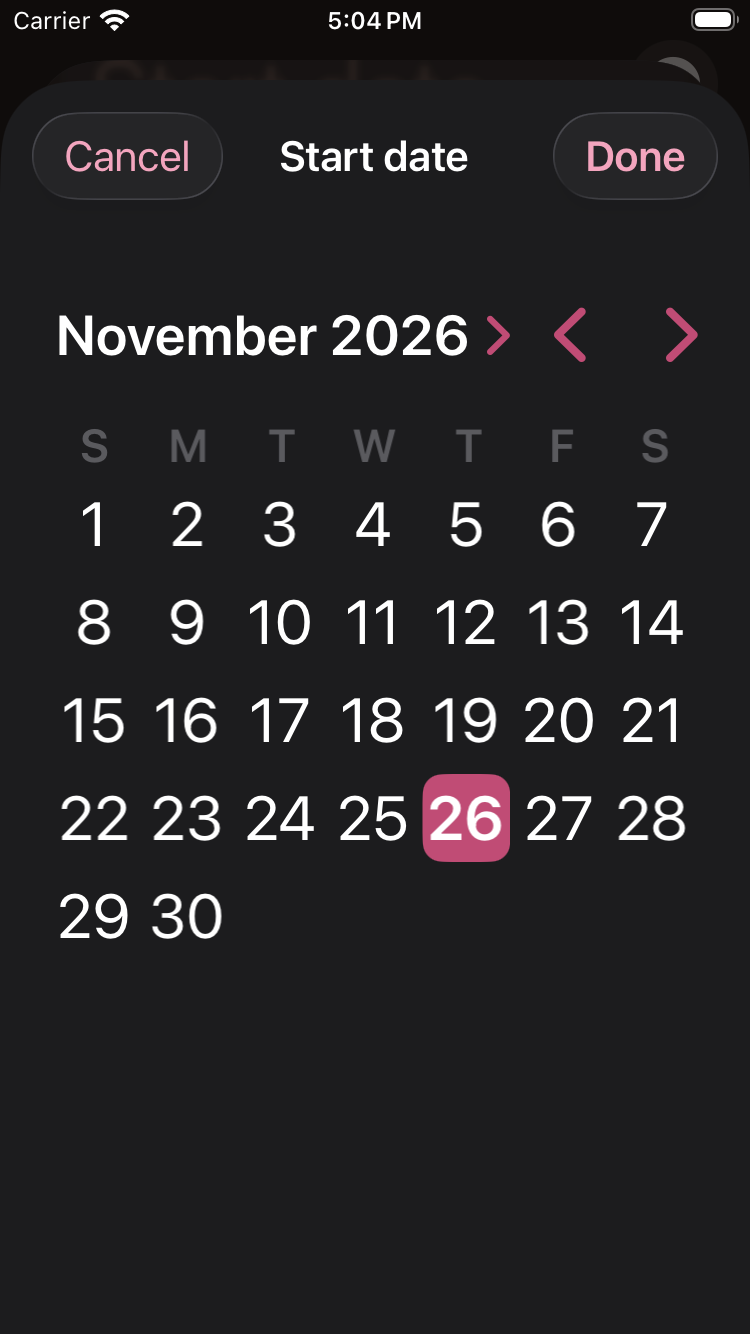 Carrier 5:04 PM
Cancel Start date Done
November 2026
S M T W T F S
1 2 3 4 5 6 7
8 9 10 11 12 13 14
15 16 17 18 19 20 21
22 23 24 25 26 27 28
29 30